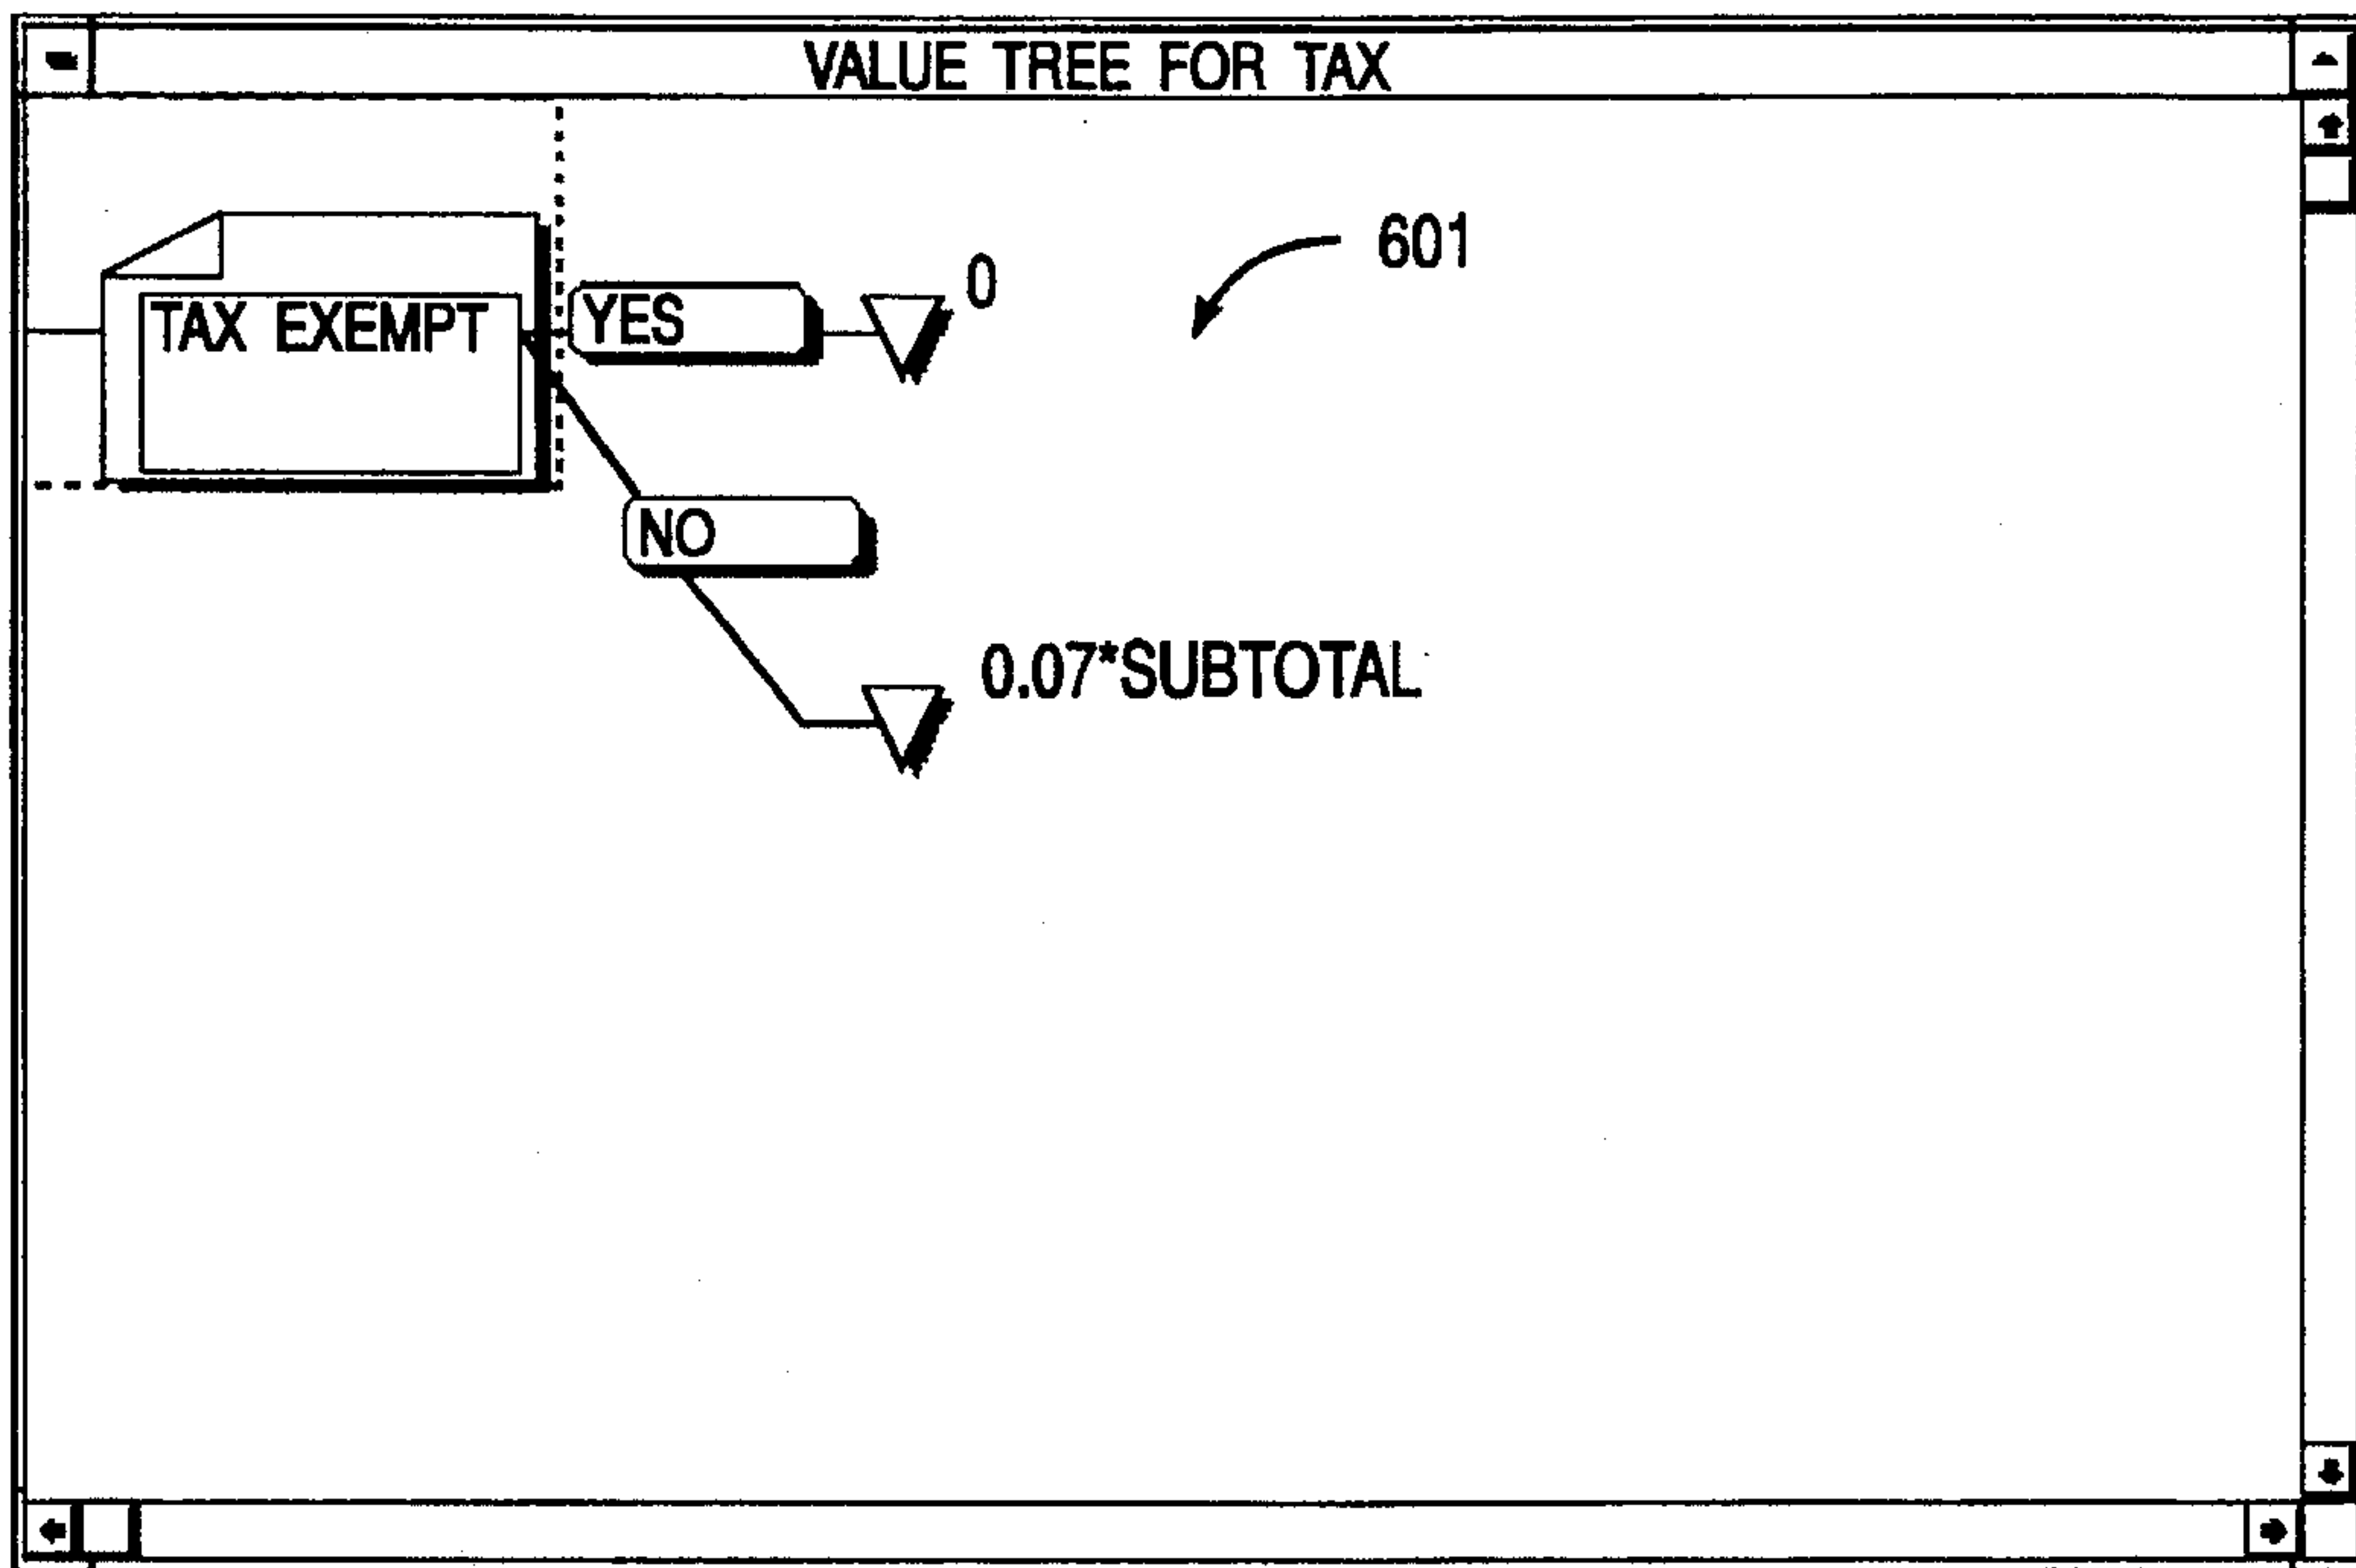 VALUE TREE FOR TAX
601
0
TAX EXEMPT
YES
NO
0.07*SUBTOTAL